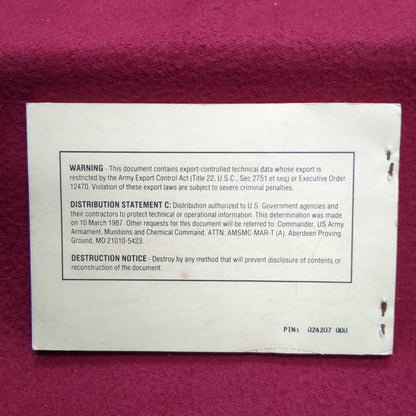 WARNING - This document contains export-controlled technical data whose export is
restricted by the Army Export Control Act (Title 22, U.S.C., Sec 2751 et seq) or Executive Order
12470. Violation of these export laws are subject to severe criminal penalties.
DISTRIBUTION STATEMENT C: Distribution authorized to U.S. Government agencies and
their contractors to protect technical or operational information. This determination was made
on 10 March 1987. Other requests for this document will be referred to: Commander, US Army
Armament, Munitions and Chemical Command, ATTN: AMSMC-MAR-T (A), Aberdeen Proving
Ground, MD 21010-5423.
DESTRUCTION NOTICE - Destroy by any method that will prevent disclosure of contents or
reconstruction of the document.
PIN: 024207 000